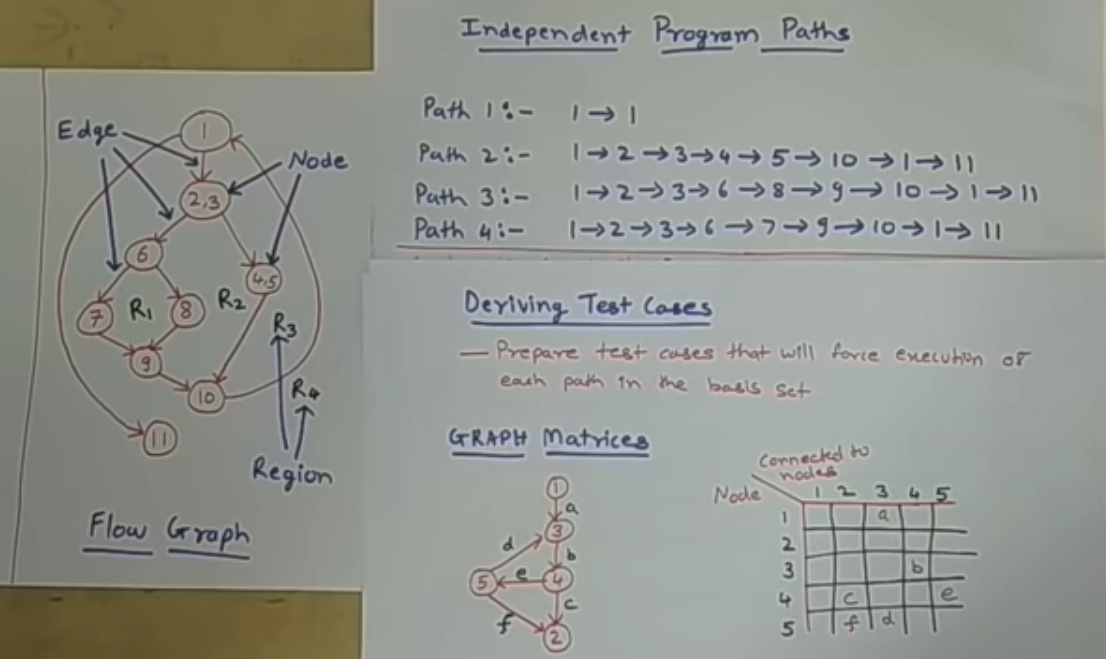 Independent Program Paths
Path 1:- 1 → 1
Path 2:- 1 → 2 → 3 → 4 → 5 → 10 → 1 → 11
Path 3:- 1 → 2 → 3 → 6 → 8 → 9 → 10 → 1 → 11
Path 4:- 1 → 2 → 3 → 6 → 7 → 9 → 10 → 1 → 11
Edge
1
Node
2,3
6
4,5
7
R1
8
R2
R3
9
10
R4
11
Region
Flow Graph
Deriving Test Cases
— Prepare test cases that will force execution of
each path in the basis set
GRAPH Matrices
1
a
3
d
b
5
e
4
c
f
2
Connected to
nodes
Node 1 2 3 4 5
1 a
2
3 b
4 c e
5 f d